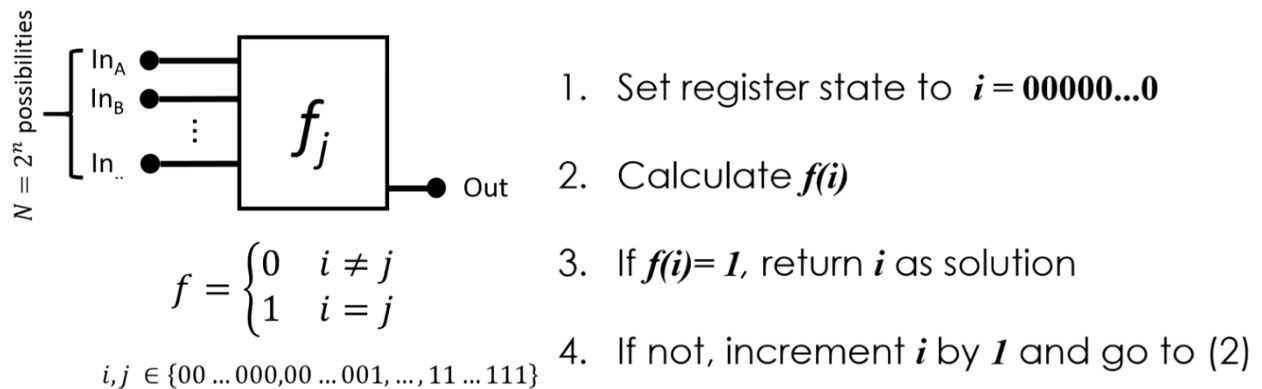 N = 2ⁿ possibilities
In_A
In_B
⋮
In_..
f_j
Out
f = {0 i ≠ j
1 i = j
i, j ∈ {00 ... 000,00 ... 001, ... , 11 ... 111}
1. Set register state to i = 00000...0
2. Calculate f(i)
3. If f(i)= 1, return i as solution
4. If not, increment i by 1 and go to (2)